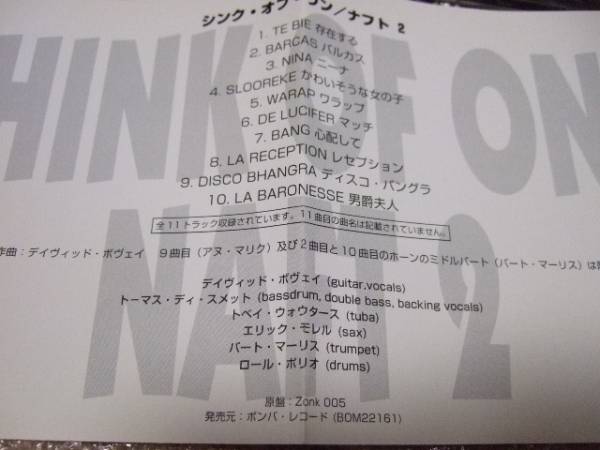 シンク・オブ・ワン／ナフト 2
1. TE BIE 存在する
2. BARCAS バルカス
3. NINA ニーナ
4. SLOOREKE かわいそうな女の子
5. WARAP ワラップ
6. DE LUCIFER マッチ
7. BANG 心配して
8. LA RECEPTION レセプション
9. DISCO BHANGRA ディスコ・バングラ
10. LA BARONESSE 男爵夫人
全11トラック収録されています。11曲目の曲名は記載されていません。
作曲：デイヴィッド・ボヴェイ 9曲目（アヌ・マリク）及び2曲目と10曲目のホーンのミドルパート（バート・マーリス）は
デイヴィッド・ボヴェイ (guitar,vocals)
トーマス・ディ・スメット (bassdrum, double bass, backing vocals)
トベイ・ウォウタース (tuba)
エリック・モレル (sax)
バート・マーリス (trumpet)
ロール・ポリオ (drums)
原盤：Zonk 005
発売元：ボンバ・レコード (BOM22161)
HINK OF ON
NAFT 2